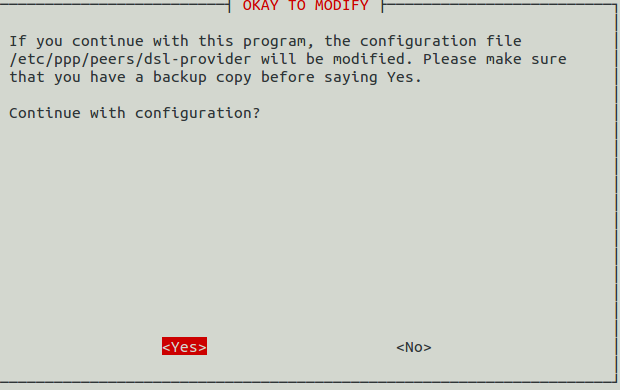 OKAY TO MODIFY
If you continue with this program, the configuration file
/etc/ppp/peers/dsl-provider will be modified. Please make sure
that you have a backup copy before saying Yes.
Continue with configuration?
<Yes> <No>